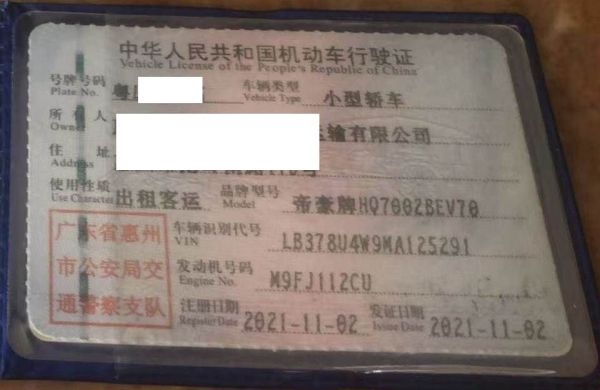 中华人民共和国机动车行驶证
Vehicle License of the People's Republic of China
号牌号码 粤 车辆类型 小型轿车
Plate No. Vehicle Type
所有人 运输有限公司
Owner
住址
Address
使用性质 出租客运 品牌型号 帝豪牌HQ7002BEV70
Use Character Model
广东省惠州 车辆识别代号 LB378U4W9MA125291
VIN
市公安局交 发动机号码 M9FJ112CU
Engine No.
通警察支队 注册日期 2021-11-02 发证日期 2021-11-02
Register Date Issue Date